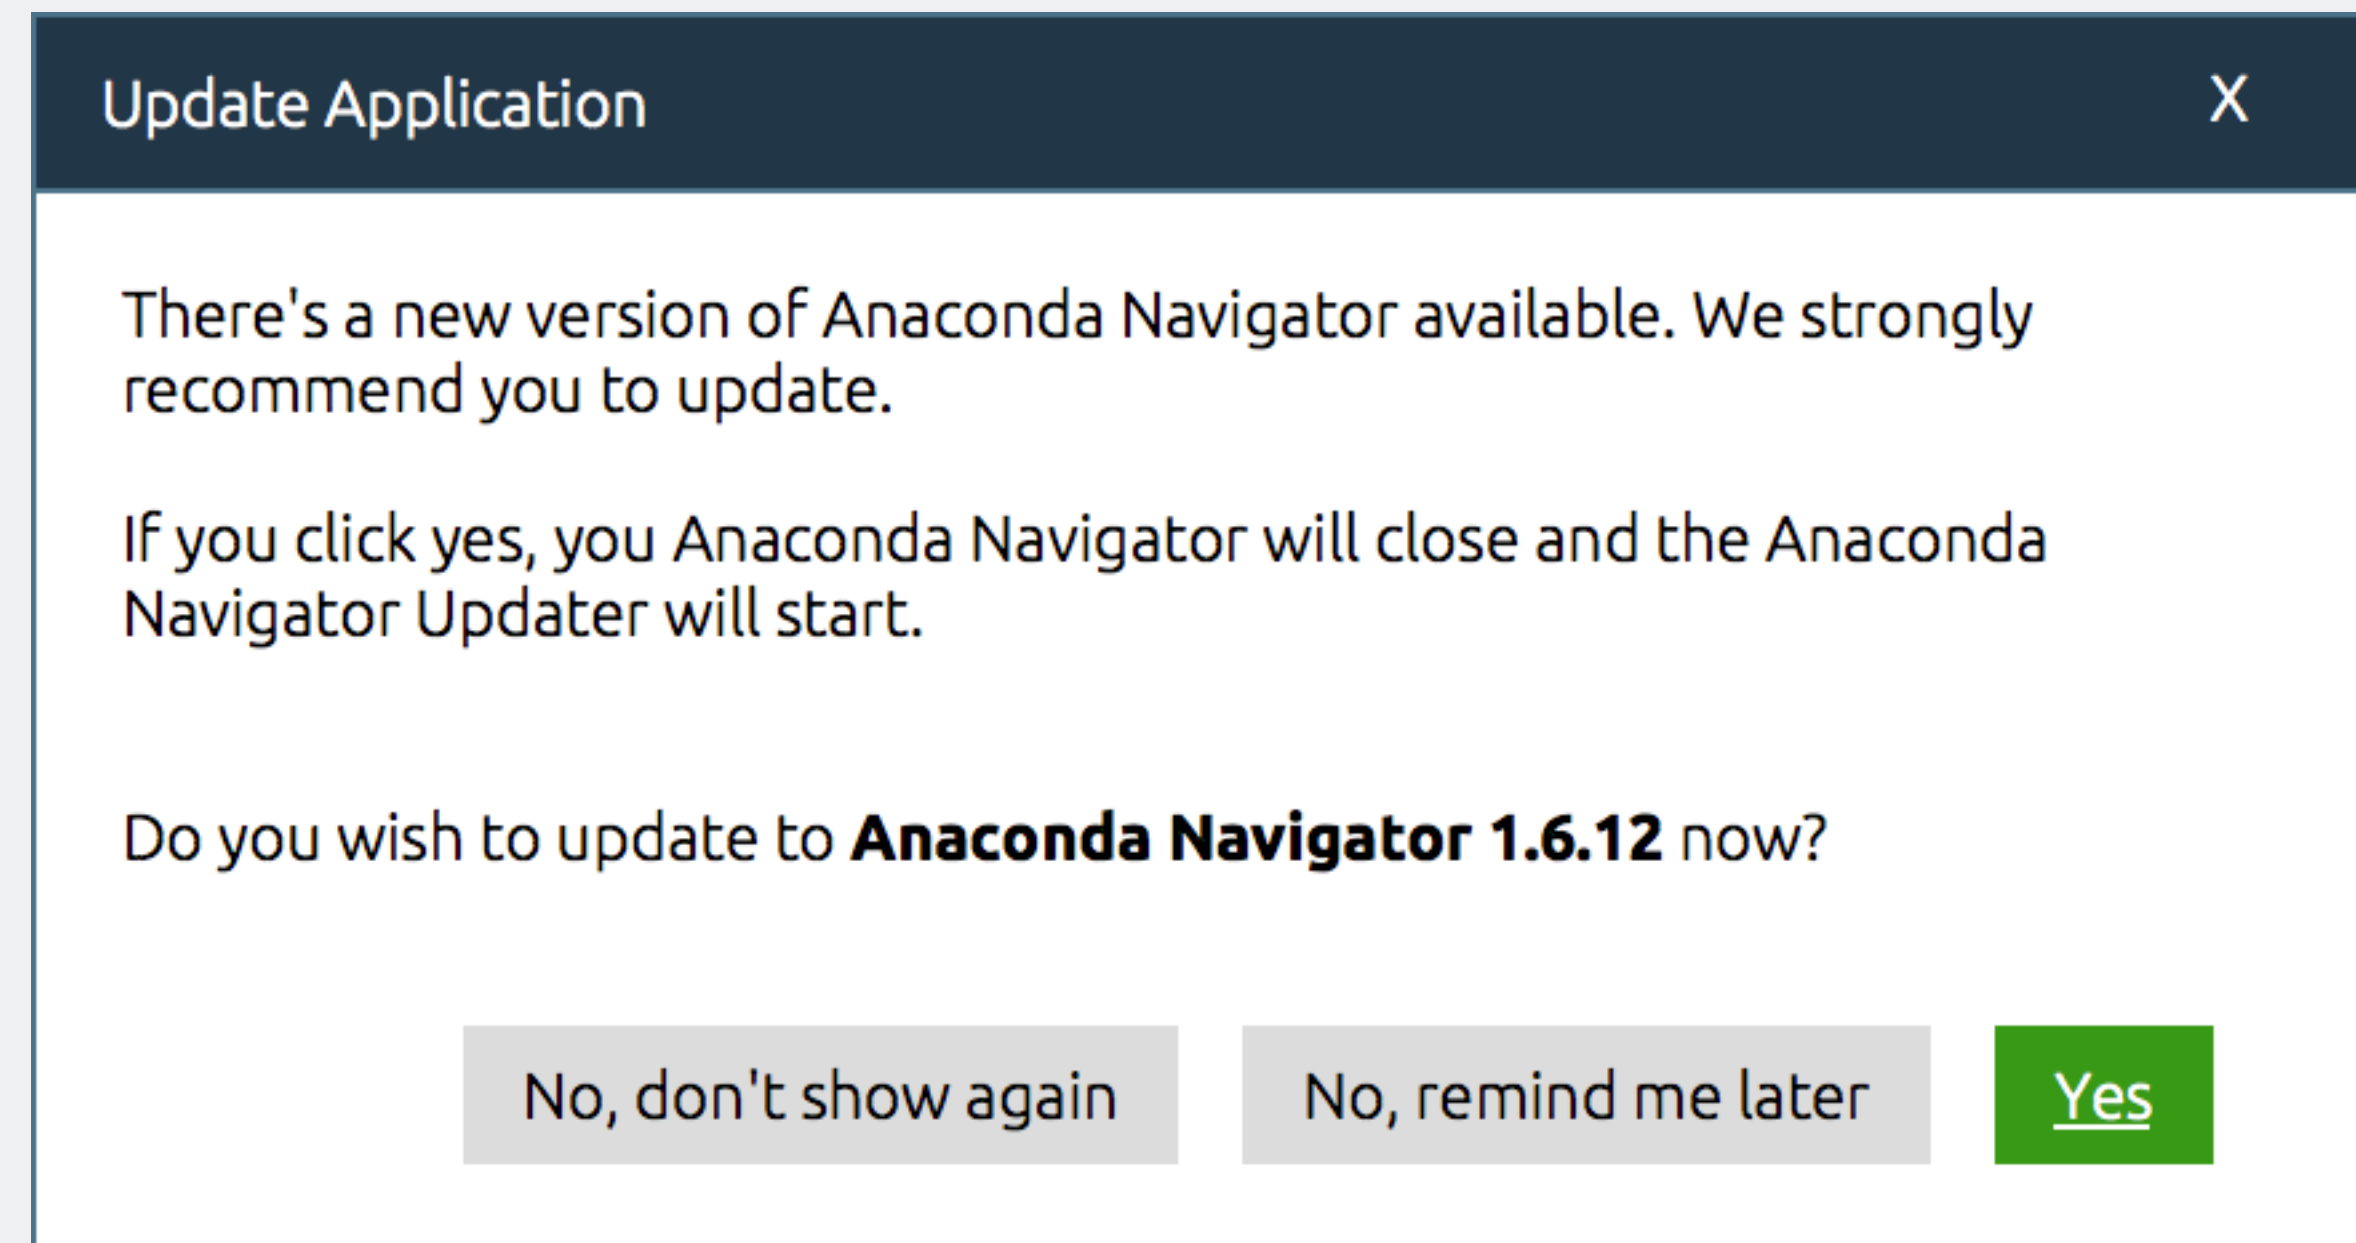 Update Application X
There's a new version of Anaconda Navigator available. We strongly
recommend you to update.
If you click yes, you Anaconda Navigator will close and the Anaconda
Navigator Updater will start.
Do you wish to update to Anaconda Navigator 1.6.12 now?
No, don't show again No, remind me later Yes